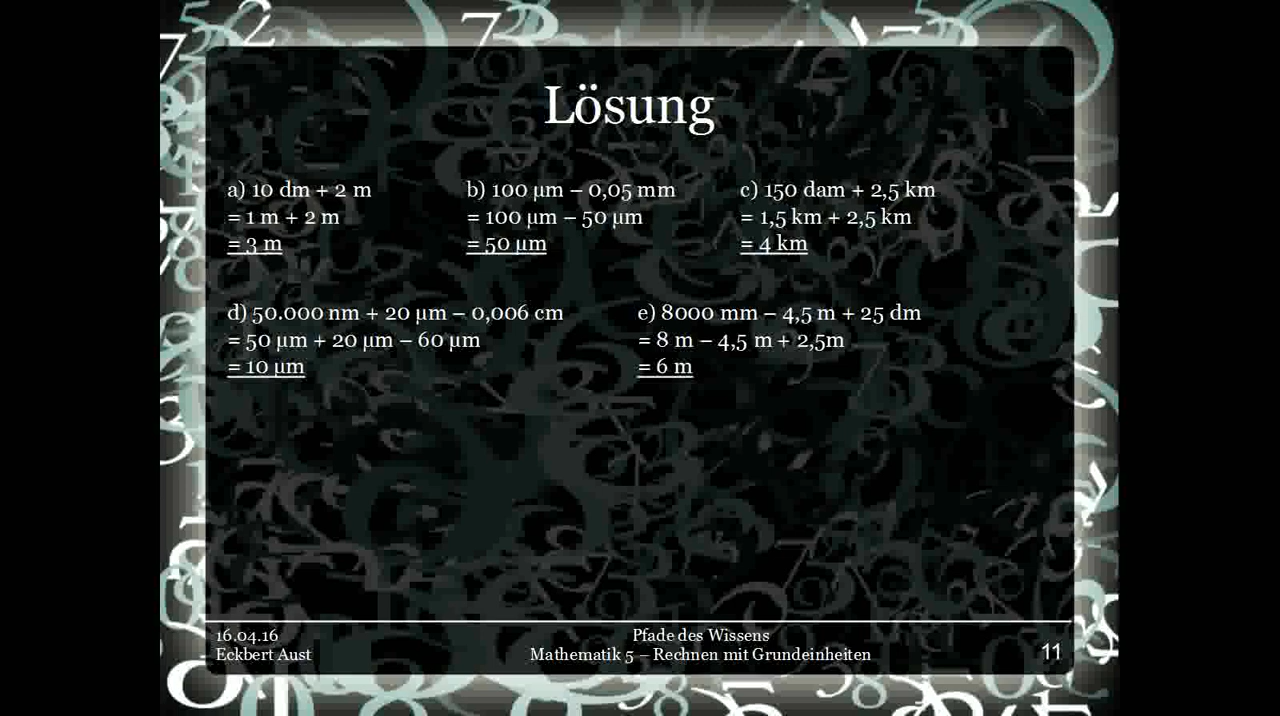 Lösung
a) 10 dm + 2 m
= 1 m + 2 m
= 3 m
b) 100 µm – 0,05 mm
= 100 µm – 50 µm
= 50 µm
c) 150 dam + 2,5 km
= 1,5 km + 2,5 km
= 4 km
d) 50.000 nm + 20 µm – 0,006 cm
= 50 µm + 20 µm – 60 µm
= 10 µm
e) 8000 mm – 4,5 m + 25 dm
= 8 m – 4,5 m + 2,5m
= 6 m
16.04.16
Eckbert Aust
Pfade des Wissens
Mathematik 5 – Rechnen mit Grundeinheiten
11